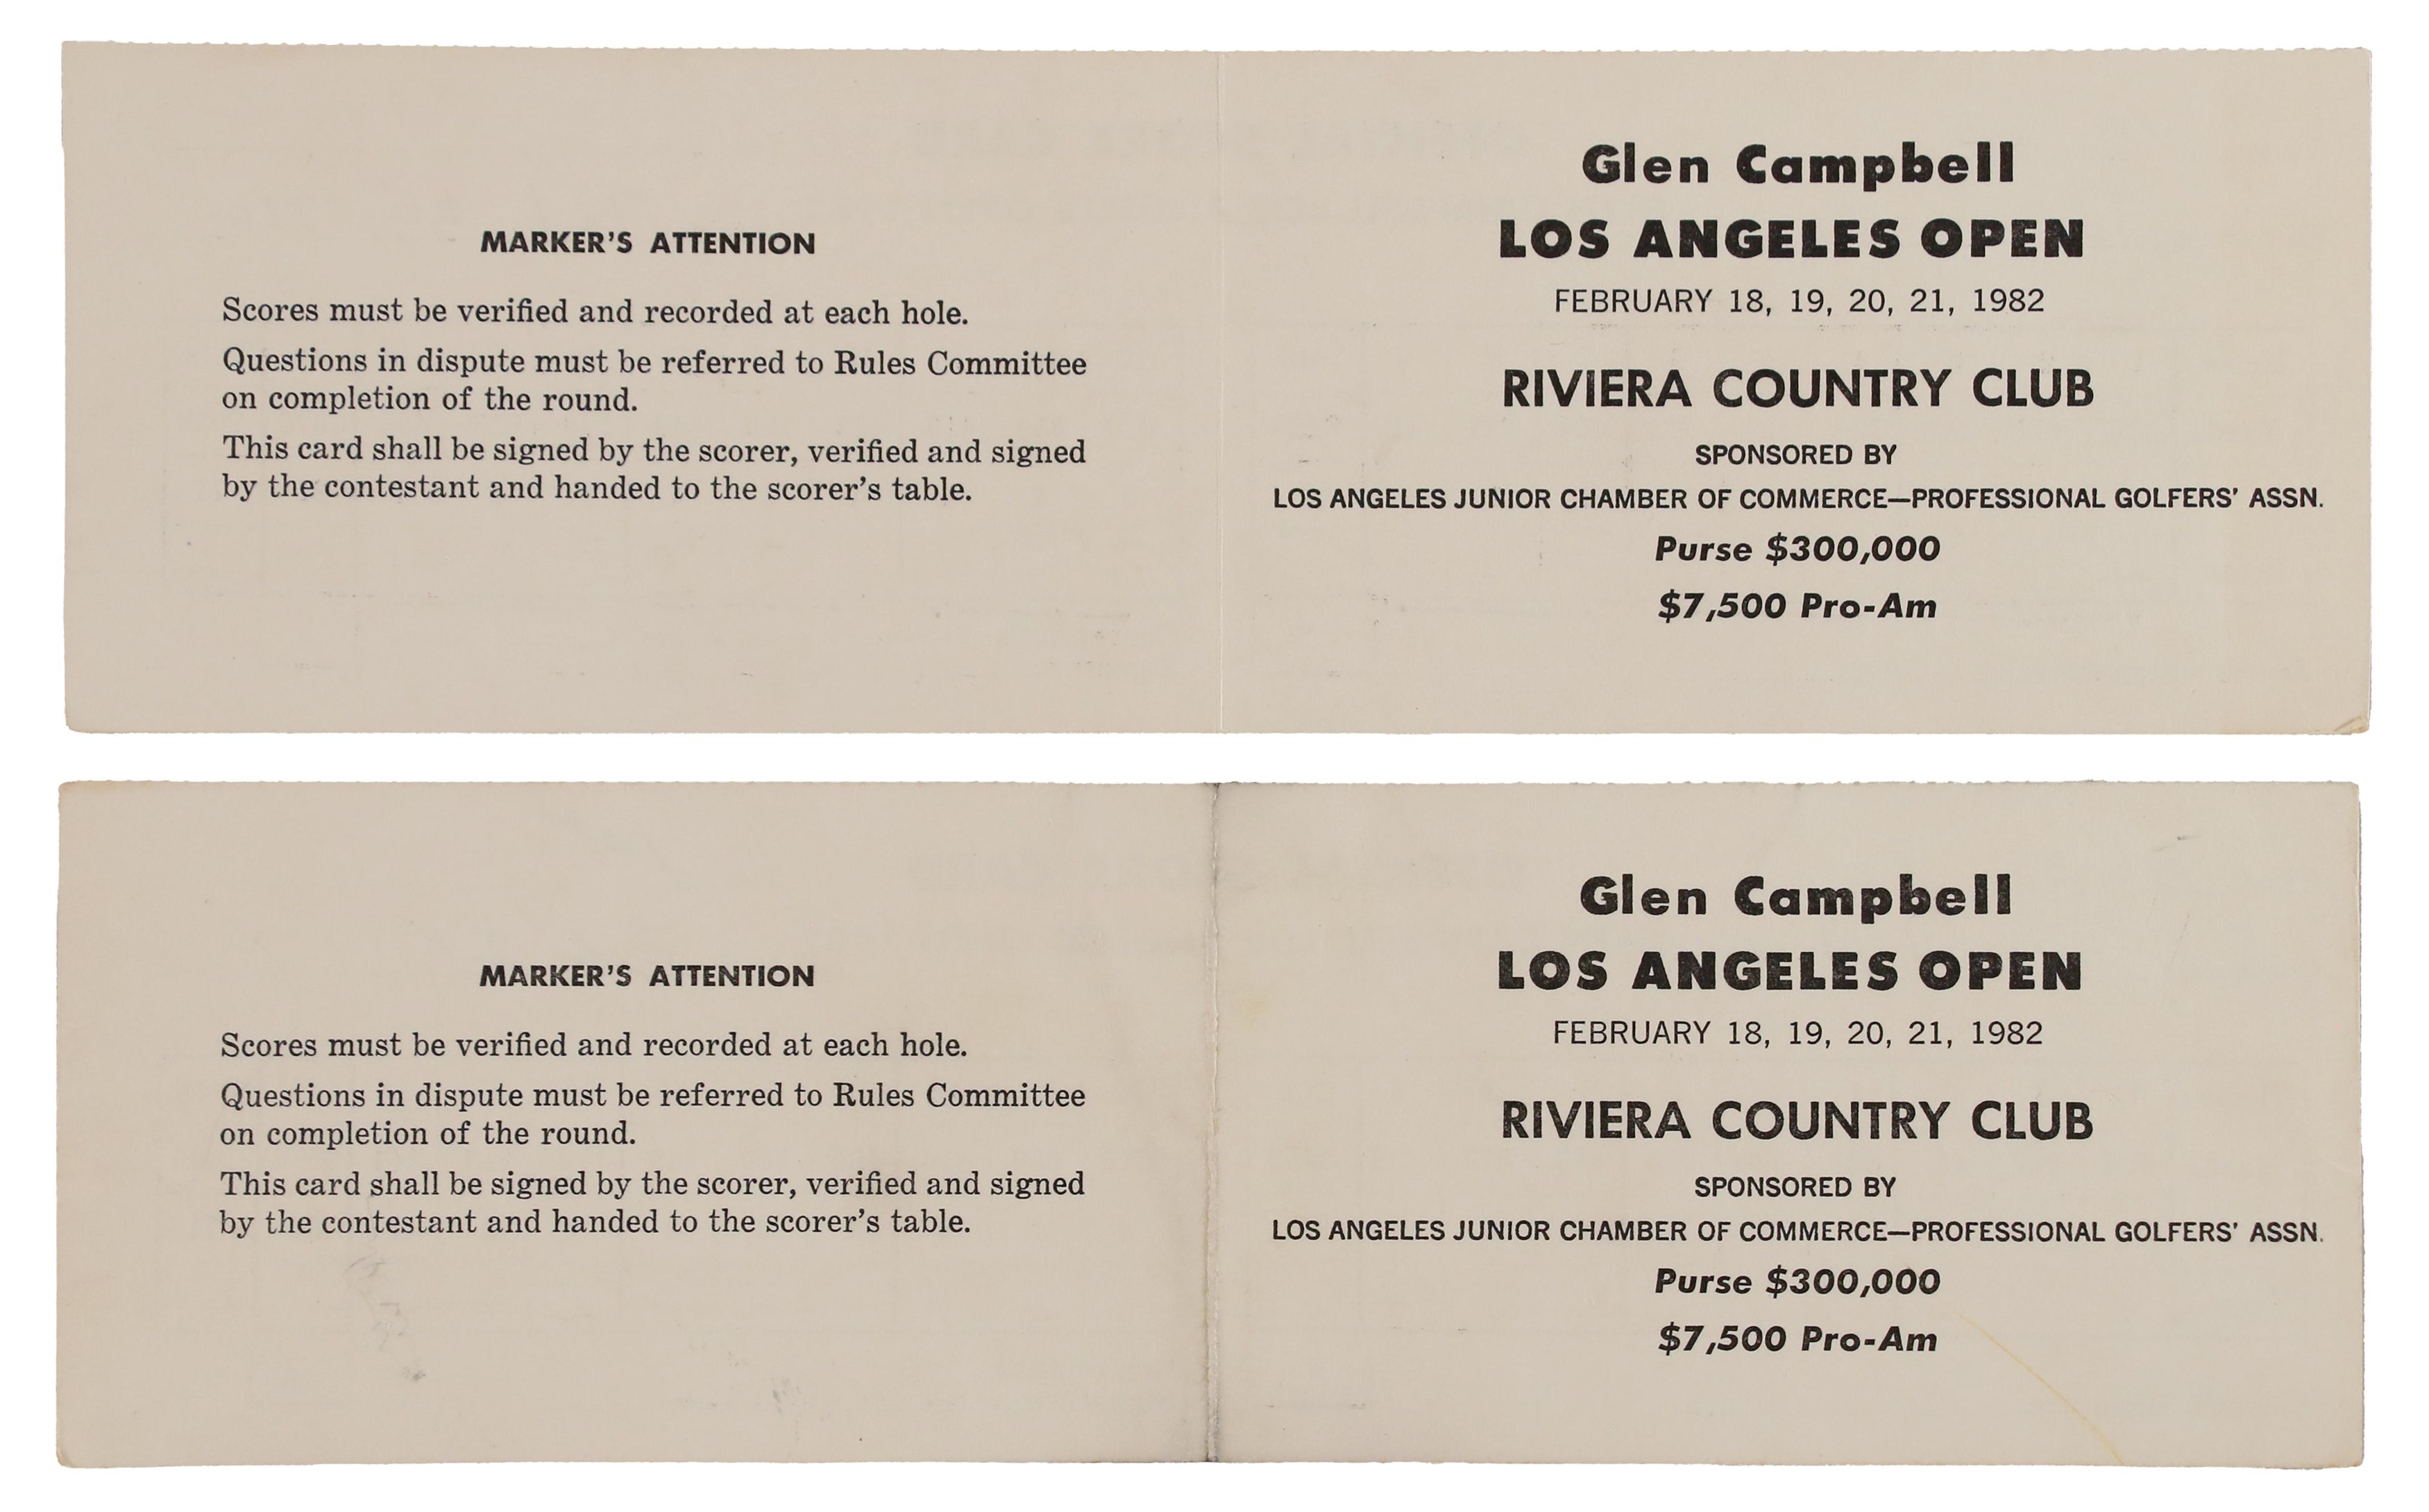 MARKER'S ATTENTION
Scores must be verified and recorded at each hole.
Questions in dispute must be referred to Rules Committee
on completion of the round.
This card shall be signed by the scorer, verified and signed
by the contestant and handed to the scorer's table.
Glen Campbell
LOS ANGELES OPEN
FEBRUARY 18, 19, 20, 21, 1982
RIVIERA COUNTRY CLUB
SPONSORED BY
LOS ANGELES JUNIOR CHAMBER OF COMMERCE—PROFESSIONAL GOLFERS' ASSN.
Purse $300,000
$7,500 Pro-Am
MARKER'S ATTENTION
Scores must be verified and recorded at each hole.
Questions in dispute must be referred to Rules Committee
on completion of the round.
This card shall be signed by the scorer, verified and signed
by the contestant and handed to the scorer's table.
Glen Campbell
LOS ANGELES OPEN
FEBRUARY 18, 19, 20, 21, 1982
RIVIERA COUNTRY CLUB
SPONSORED BY
LOS ANGELES JUNIOR CHAMBER OF COMMERCE—PROFESSIONAL GOLFERS' ASSN.
Purse $300,000
$7,500 Pro-Am